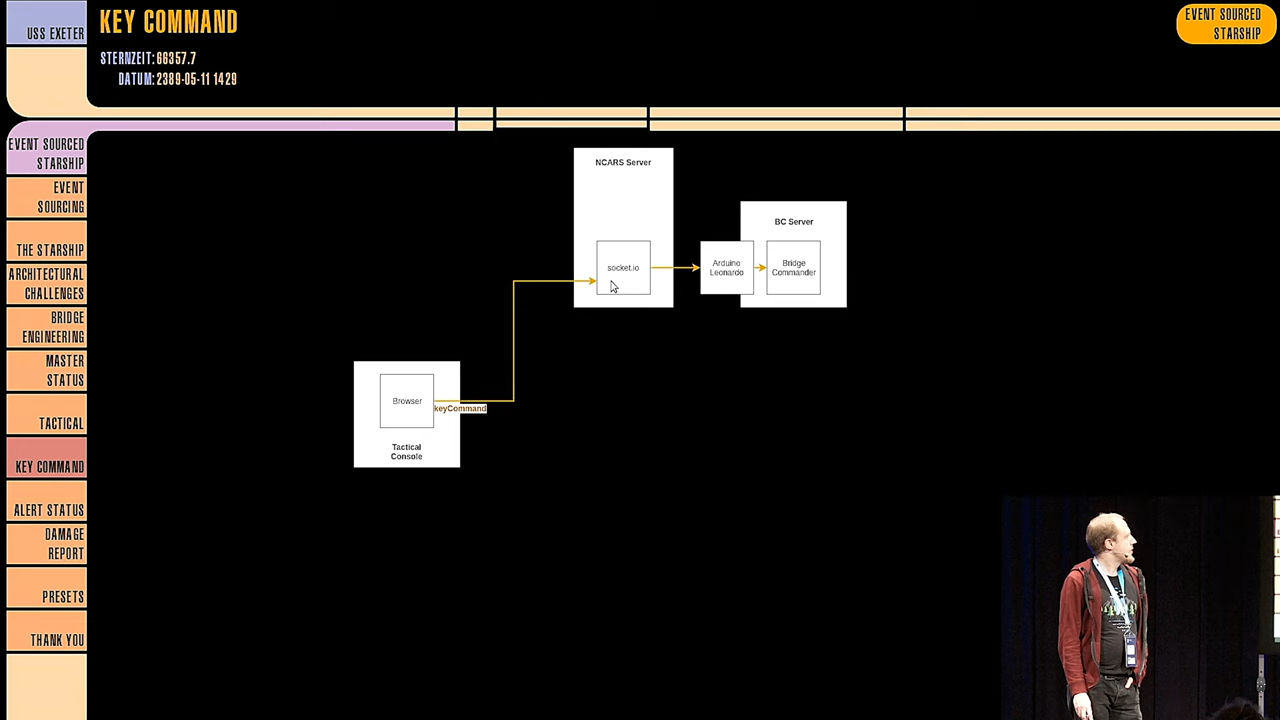 USS EXETER
KEY COMMAND
STERNZEIT: 66357.7
DATUM: 2389-05-11 1429
EVENT SOURCED
STARSHIP
EVENT SOURCED
STARSHIP
EVENT
SOURCING
THE STARSHIP
ARCHITECTURAL
CHALLENGES
BRIDGE
ENGINEERING
MASTER
STATUS
TACTICAL
KEY COMMAND
ALERT STATUS
DAMAGE
REPORT
PRESETS
THANK YOU
NCARS Server
socket.io
BC Server
Arduino
Leonardo
Bridge
Commander
Browser
keyCommand
Tactical
Console